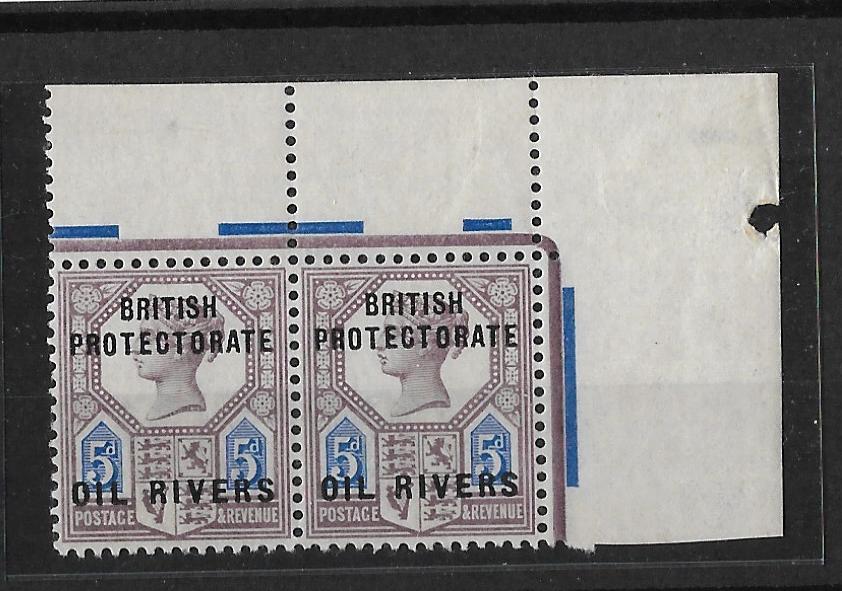 BRITISH
PROTECTORATE
5d 5d
OIL RIVERS
POSTAGE &REVENUE
BRITISH
PROTECTORATE
5d 5d
OIL RIVERS
POSTAGE &REVENUE